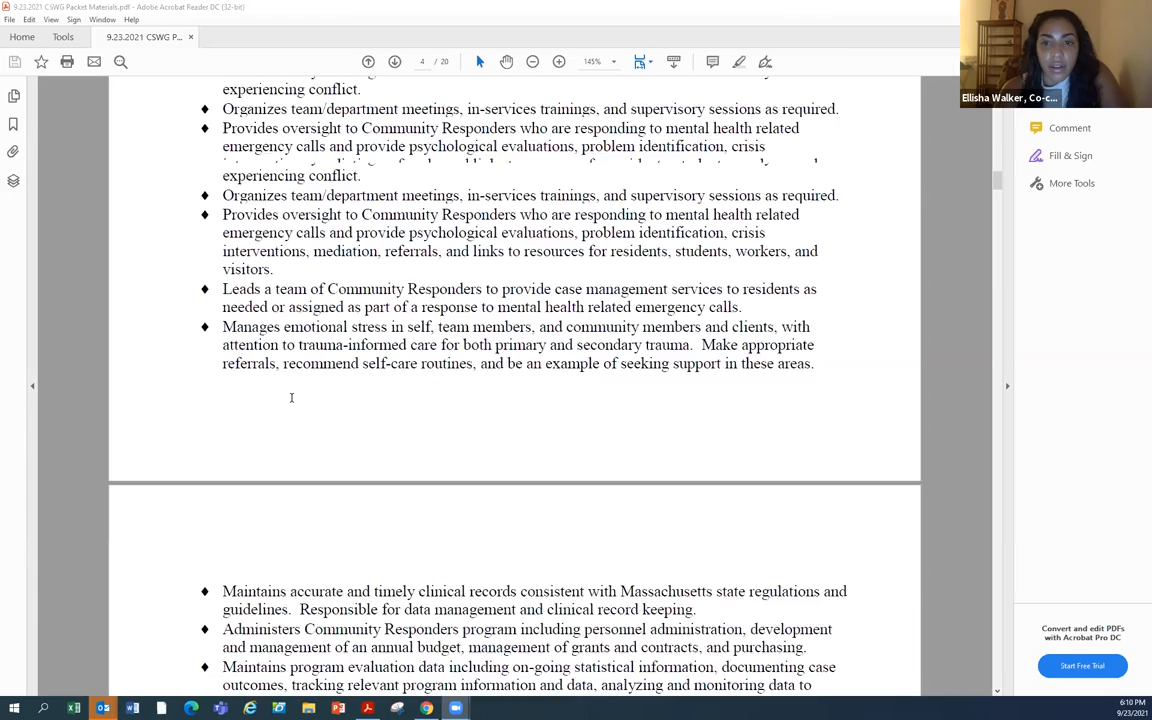 9.23.2021 CSWG Packet Materials.pdf - Adobe Acrobat Reader DC (32-bit)
File Edit View Sign Window Help
Home Tools 9.23.2021 CSWG P... ×
4 / 20 145%
experiencing conflict.
♦ Organizes team/department meetings, in-services trainings, and supervisory sessions as required.
♦ Provides oversight to Community Responders who are responding to mental health related
emergency calls and provide psychological evaluations, problem identification, crisis
experiencing conflict.
♦ Organizes team/department meetings, in-services trainings, and supervisory sessions as required.
♦ Provides oversight to Community Responders who are responding to mental health related
emergency calls and provide psychological evaluations, problem identification, crisis
interventions, mediation, referrals, and links to resources for residents, students, workers, and
visitors.
♦ Leads a team of Community Responders to provide case management services to residents as
needed or assigned as part of a response to mental health related emergency calls.
♦ Manages emotional stress in self, team members, and community members and clients, with
attention to trauma-informed care for both primary and secondary trauma.  Make appropriate
referrals, recommend self-care routines, and be an example of seeking support in these areas.
♦ Maintains accurate and timely clinical records consistent with Massachusetts state regulations and
guidelines.  Responsible for data management and clinical record keeping.
♦ Administers Community Responders program including personnel administration, development
and management of an annual budget, management of grants and contracts, and purchasing.
♦ Maintains program evaluation data including on-going statistical information, documenting case
outcomes, tracking relevant program information and data, analyzing and monitoring data to
Ellisha Walker, Co-c...
Comment
Fill & Sign
More Tools
Convert and edit PDFs
with Acrobat Pro DC
Start Free Trial
6:10 PM
9/23/2021